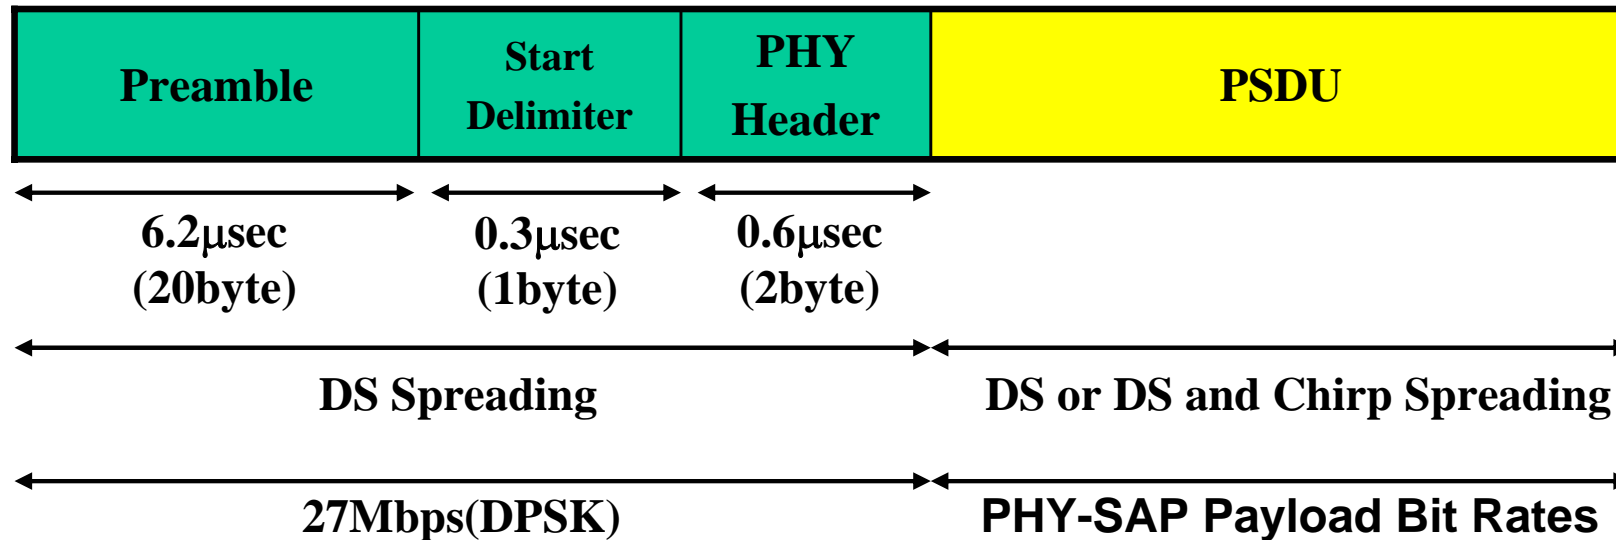 Preamble
Start
Delimiter
PHY
Header
PSDU
6.2μsec
(20byte)
0.3μsec
(1byte)
0.6μsec
(2byte)
DS Spreading
DS or DS and Chirp Spreading
27Mbps(DPSK)
PHY-SAP Payload Bit Rates